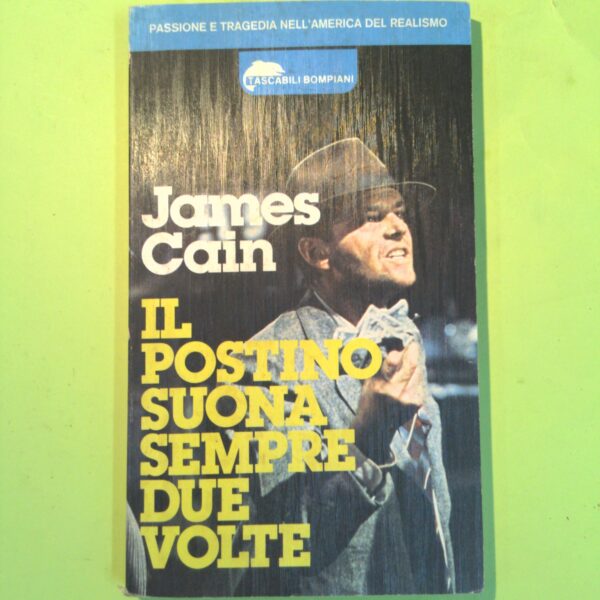 PASSIONE E TRAGEDIA NELL'AMERICA DEL REALISMO
TASCABILI BOMPIANI
James
Cain
IL
POSTINO
SUONA
SEMPRE
DUE
VOLTE